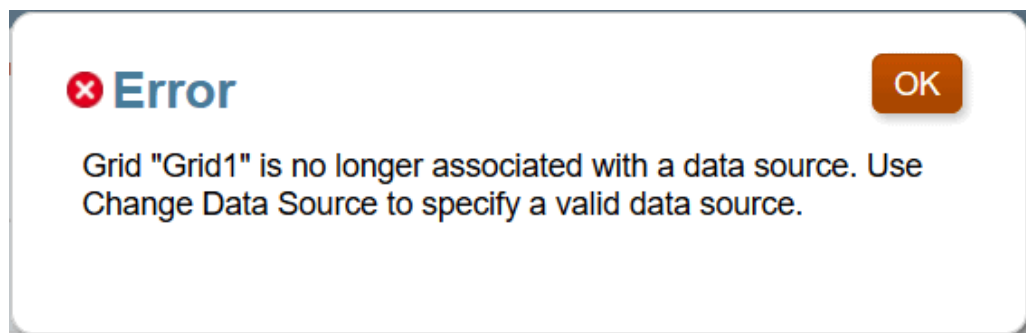 Error
OK
Grid "Grid1" is no longer associated with a data source. Use
Change Data Source to specify a valid data source.